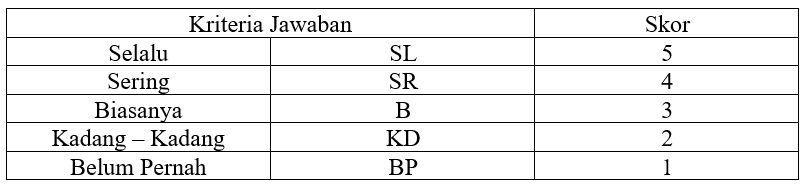 Kriteria Jawaban Skor
Selalu SL 5
Sering SR 4
Biasanya B 3
Kadang – Kadang KD 2
Belum Pernah BP 1